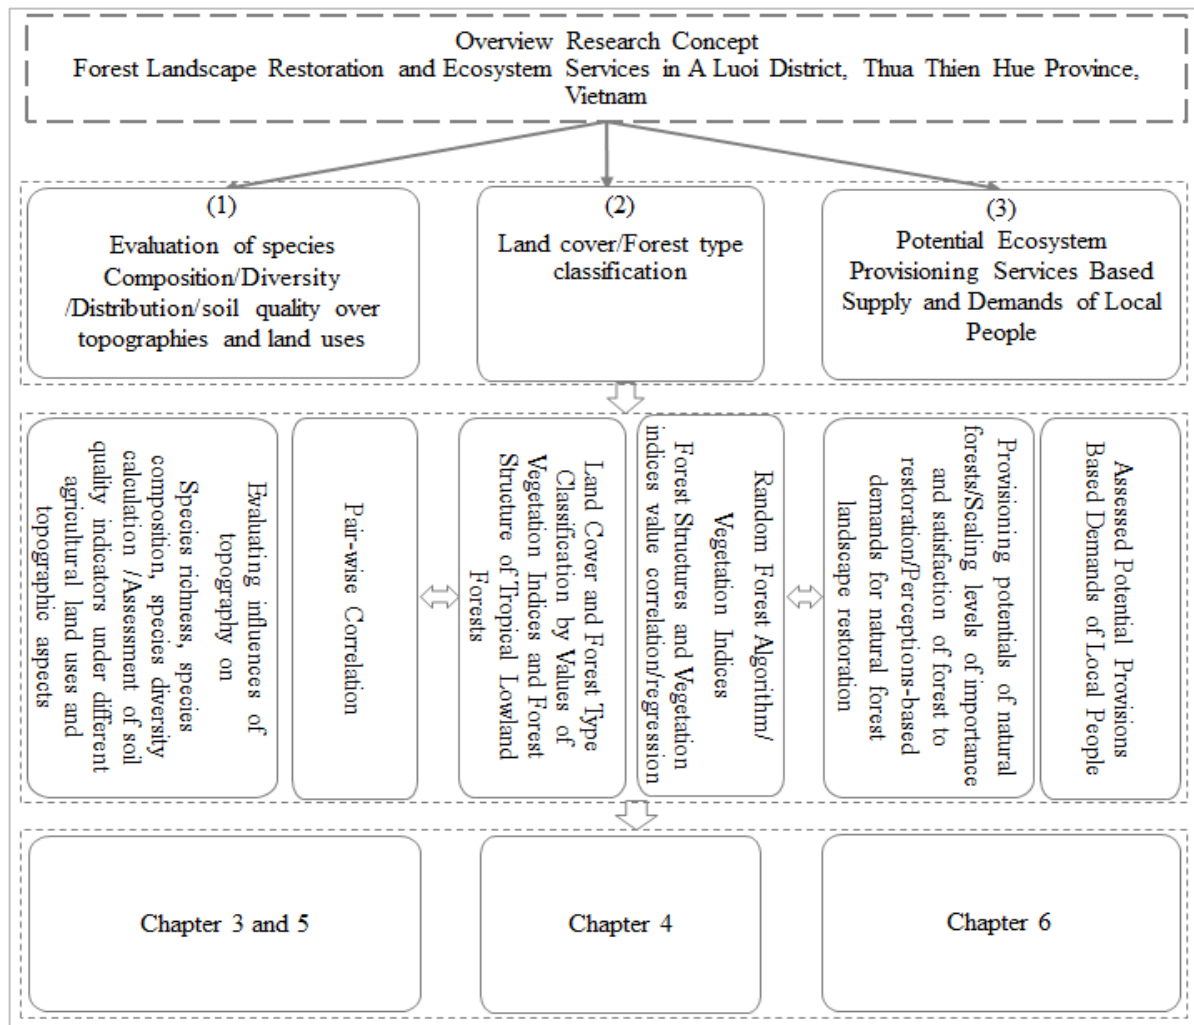 Overview Research Concept
Forest Landscape Restoration and Ecosystem Services in A Luoi District, Thua Thien Hue Province,
Vietnam
(1)
Evaluation of species
Composition/Diversity
/Distribution/soil quality over
topographies and land uses
(2)
Land cover/Forest type
classification
(3)
Potential Ecosystem
Provisioning Services Based
Supply and Demands of Local
People
Evaluating influences of
topography on
Species richness, species
composition, species diversity
calculation /Assessment of soil
quality indicators under different
agricultural land uses and
topographic aspects
Pair-wise Correlation
Land Cover and Forest Type
Classification by Values of
Vegetation Indices and Forest
Structure of Tropical Lowland
Forests
Random Forest Algorithm/
Vegetation Indices
Forest Structures and Vegetation
indices value correlation/regression
Provisioning potentials of natural
forests/Scaling levels of importance
and satisfaction of forest to
restoration/Perceptions-based
demands for natural forest
landscape restoration
Assessed Potential Provisions
Based Demands of Local People
Chapter 3 and 5
Chapter 4
Chapter 6